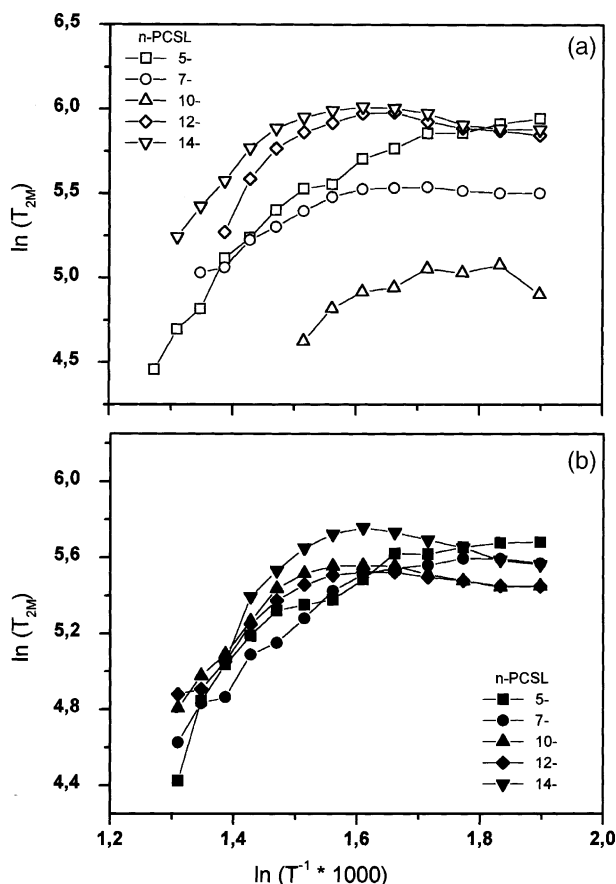 (a)
n-PCSL
5-
7-
10-
12-
14-
6,5
6,0
5,5
5,0
4,5
ln (T2M)
(b)
6,0
5,6
5,2
4,8
4,4
ln (T2M)
n-PCSL
5-
7-
10-
12-
14-
1,2 1,4 1,6 1,8 2,0
ln (T⁻¹ * 1000)